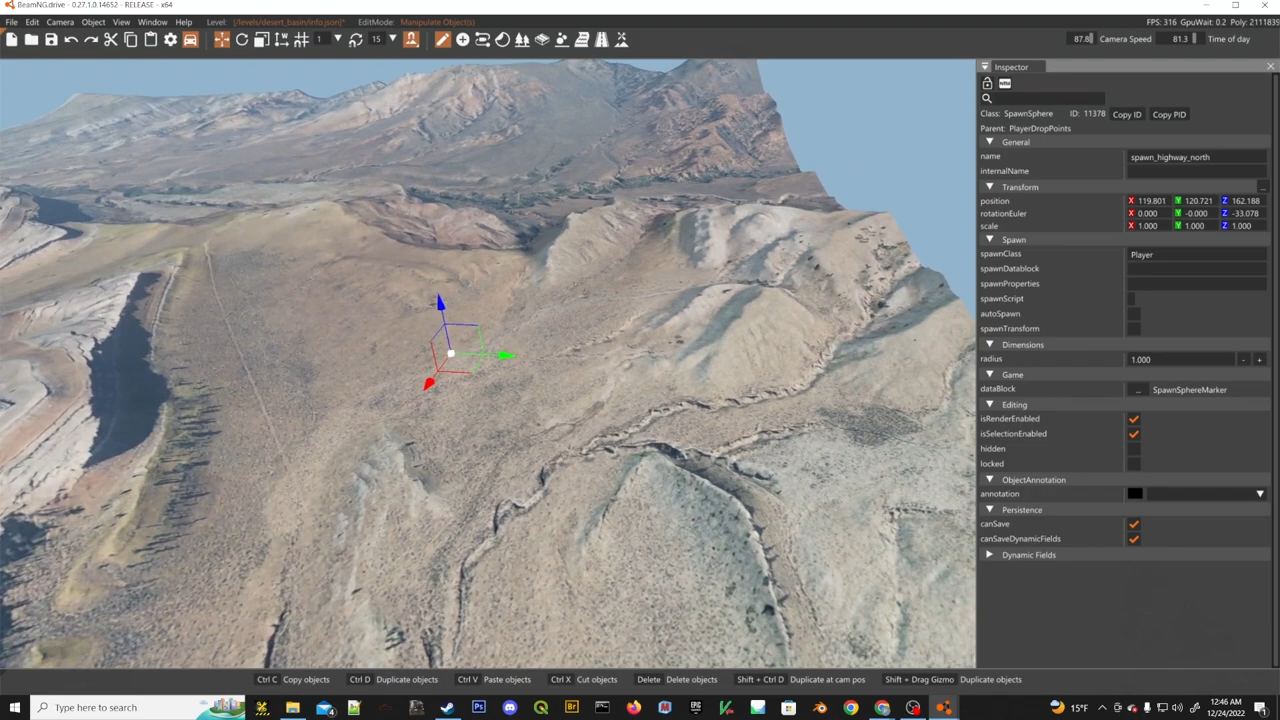 BeamNG.drive - 0.27.1.0.14652 - RELEASE - x64
File Edit Camera Object View Window Help Level: [/levels/desert_basin/info.json]* EditMode: Manipulate Object(s) FPS: 316 GpuWait: 0.2 Poly: 2111839
1 15 87.8 Camera Speed 81.3 Time of day
Inspector
Class: SpawnSphere ID: 11378 Copy ID Copy PID
Parent: PlayerDropPoints
General
name spawn_highway_north
internalName
Transform ...
position X 119.801 Y 120.721 Z 162.188
rotationEuler X 0.000 Y -0.000 Z -33.078
scale X 1.000 Y 1.000 Z 1.000
Spawn
spawnClass Player
spawnDatablock
spawnProperties
spawnScript
autoSpawn
spawnTransform
Dimensions
radius 1.000 - +
Game
dataBlock ... SpawnSphereMarker
Editing
isRenderEnabled
isSelectionEnabled
hidden
locked
ObjectAnnotation
annotation
Persistence
canSave
canSaveDynamicFields
Dynamic Fields
Ctrl C Copy objects Ctrl D Duplicate objects Ctrl V Paste objects Ctrl X Cut objects Delete Delete objects Shift + Ctrl D Duplicate at cam pos Shift + Drag Gizmo Duplicate objects
Type here to search Ps Br EPIC 15°F 12:46 AM
12/24/2022